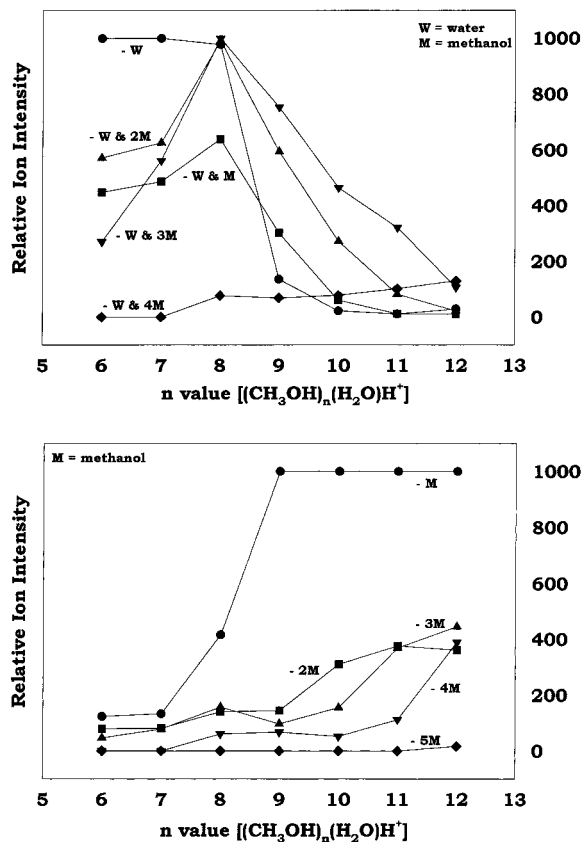 W = water
M = methanol
- W
- W & 2M
- W & M
- W & 3M
- W & 4M
Relative Ion Intensity
1000
800
600
400
200
0
5 6 7 8 9 10 11 12 13
n value [(CH₃OH)ₙ(H₂O)H⁺]
M = methanol
- M
- 3M
- 2M
- 4M
- 5M
Relative Ion Intensity
1000
800
600
400
200
0
5 6 7 8 9 10 11 12 13
n value [(CH₃OH)ₙ(H₂O)H⁺]